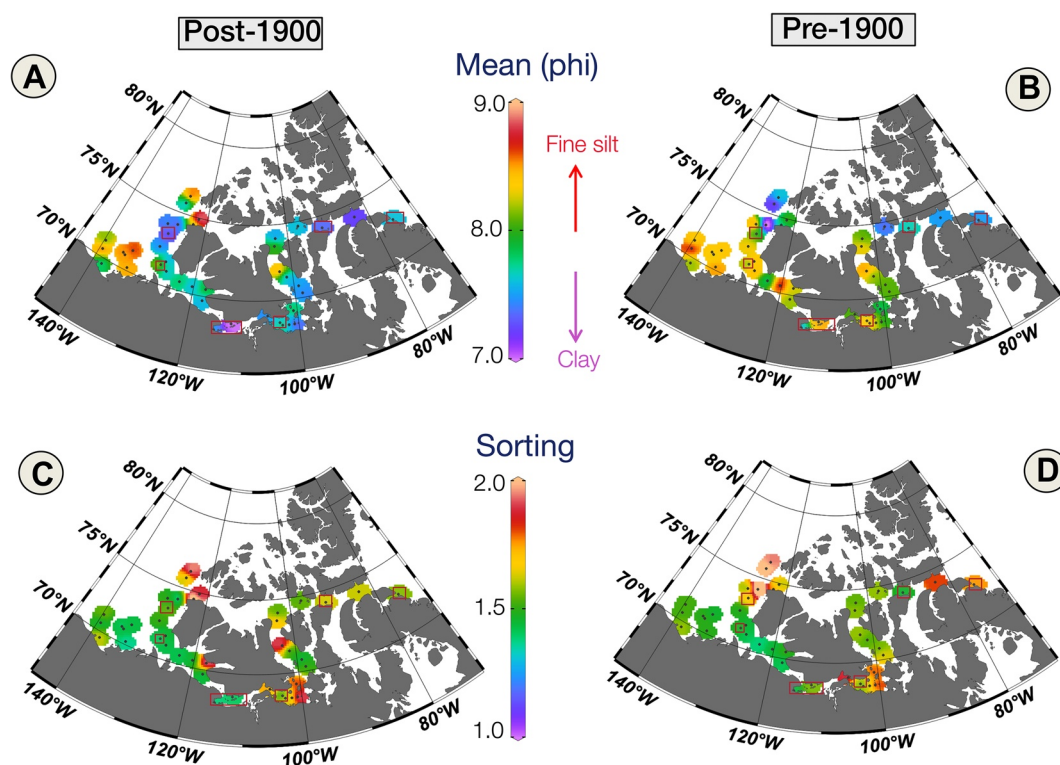 Post-1900
Pre-1900
A
Mean (phi)
B
80°N
75°N
70°N
140°W
120°W
100°W
80°W
9.0
8.0
7.0
Fine silt
Clay
80°N
75°N
70°N
140°W
120°W
100°W
80°W
C
Sorting
D
80°N
75°N
70°N
140°W
120°W
100°W
80°W
2.0
1.5
1.0
80°N
75°N
70°N
140°W
120°W
100°W
80°W